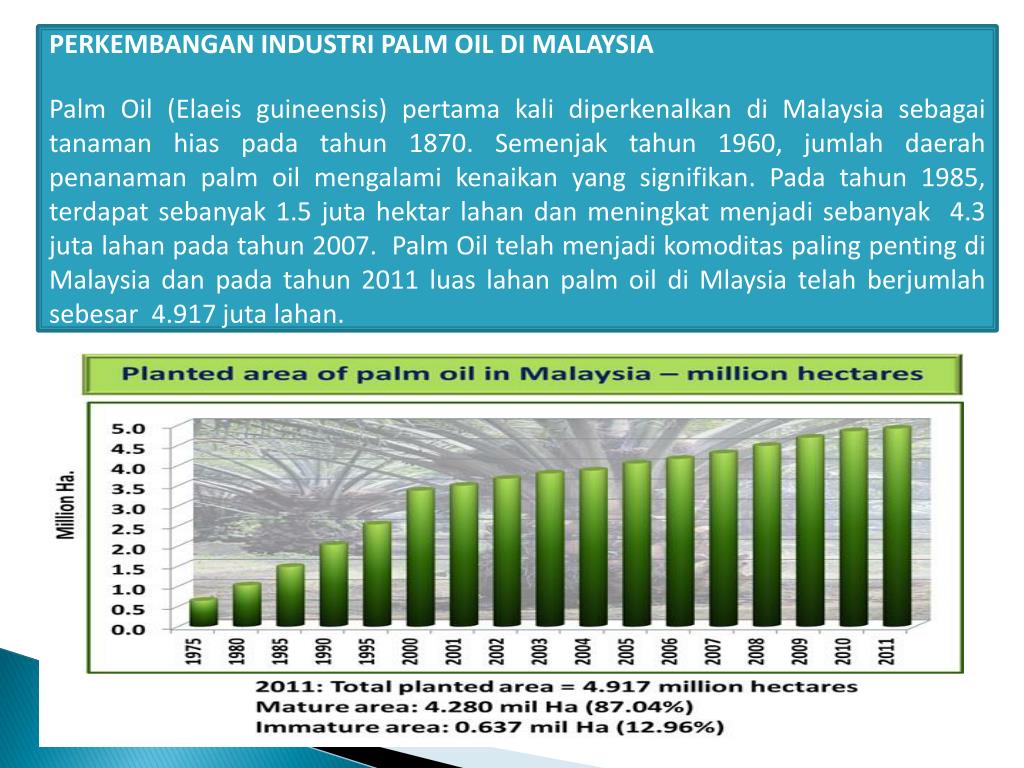 PERKEMBANGAN INDUSTRI PALM OIL DI MALAYSIA
Palm Oil (Elaeis guineensis) pertama kali diperkenalkan di Malaysia sebagai
tanaman hias pada tahun 1870. Semenjak tahun 1960, jumlah daerah
penanaman palm oil mengalami kenaikan yang signifikan. Pada tahun 1985,
terdapat sebanyak 1.5 juta hektar lahan dan meningkat menjadi sebanyak 4.3
juta lahan pada tahun 2007. Palm Oil telah menjadi komoditas paling penting di
Malaysia dan pada tahun 2011 luas lahan palm oil di Mlaysia telah berjumlah
sebesar 4.917 juta lahan.
Planted area of palm oil in Malaysia – million hectares
Million Ha.
5.0
4.5
4.0
3.5
3.0
2.5
2.0
1.5
1.0
0.5
0.0
1975 1980 1985 1990 1995 2000 2001 2002 2003 2004 2005 2006 2007 2008 2009 2010 2011
2011: Total planted area = 4.917 million hectares
Mature area: 4.280 mil Ha (87.04%)
Immature area: 0.637 mil Ha (12.96%)